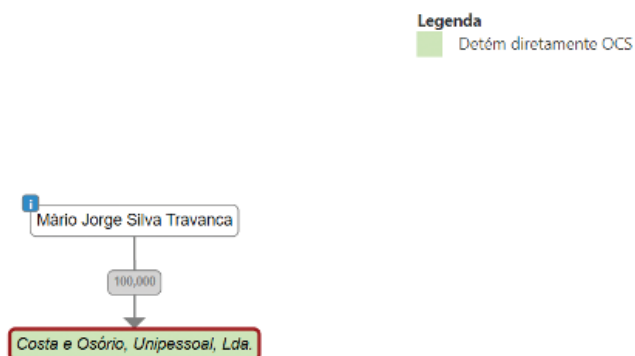 Legenda
Detém diretamente OCS
i
Mário Jorge Silva Travanca
100,000
Costa e Osório, Unipessoal, Lda.